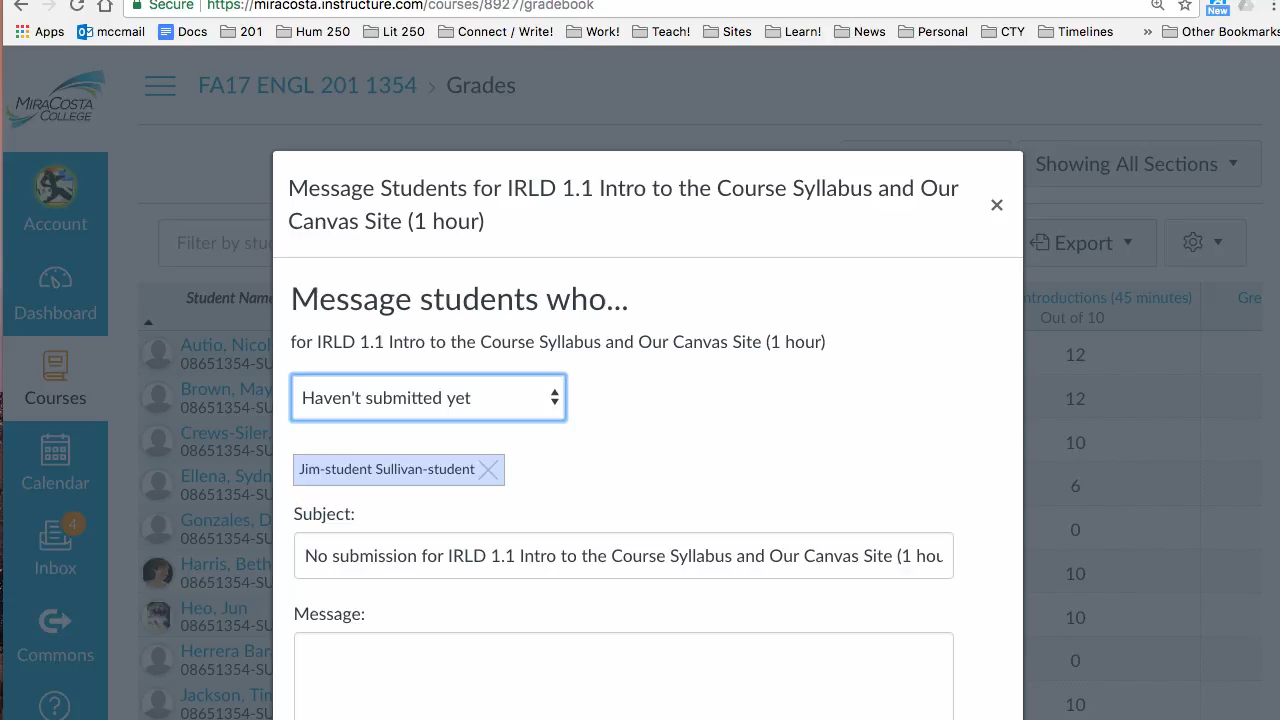 Secure https://miracosta.instructure.com/courses/8927/gradebook
New
Apps mccmail Docs 201 Hum 250 Lit 250 Connect / Write! Work! Teach! Sites Learn! News Personal CTY Timelines » Other Bookmarks
MIRACOSTA
COLLEGE
FA17 ENGL 201 1354 › Grades
Showing All Sections
Message Students for IRLD 1.1 Intro to the Course Syllabus and Our
Canvas Site (1 hour)
×
Account
Filter by stu
Export
Message students who...
Student Nam
ntroductions (45 minutes) Gre
Out of 10
Dashboard
for IRLD 1.1 Intro to the Course Syllabus and Our Canvas Site (1 hour)
Autio, Nicol
08651354-SU
12
Courses
Haven't submitted yet
Brown, May
08651354-SU
12
Crews-Siler,
08651354-SU
10
Jim-student Sullivan-student
Calendar
Ellena, Sydn
08651354-SU
6
Subject:
Gonzales, D
08651354-SU
0
4
Inbox
No submission for IRLD 1.1 Intro to the Course Syllabus and Our Canvas Site (1 hou
Harris, Beth
08651354-SU
10
Message:
Heo, Jun
08651354-SU
10
Commons
Herrera Bar
08651354-SU
0
Jackson, Tin
10
?